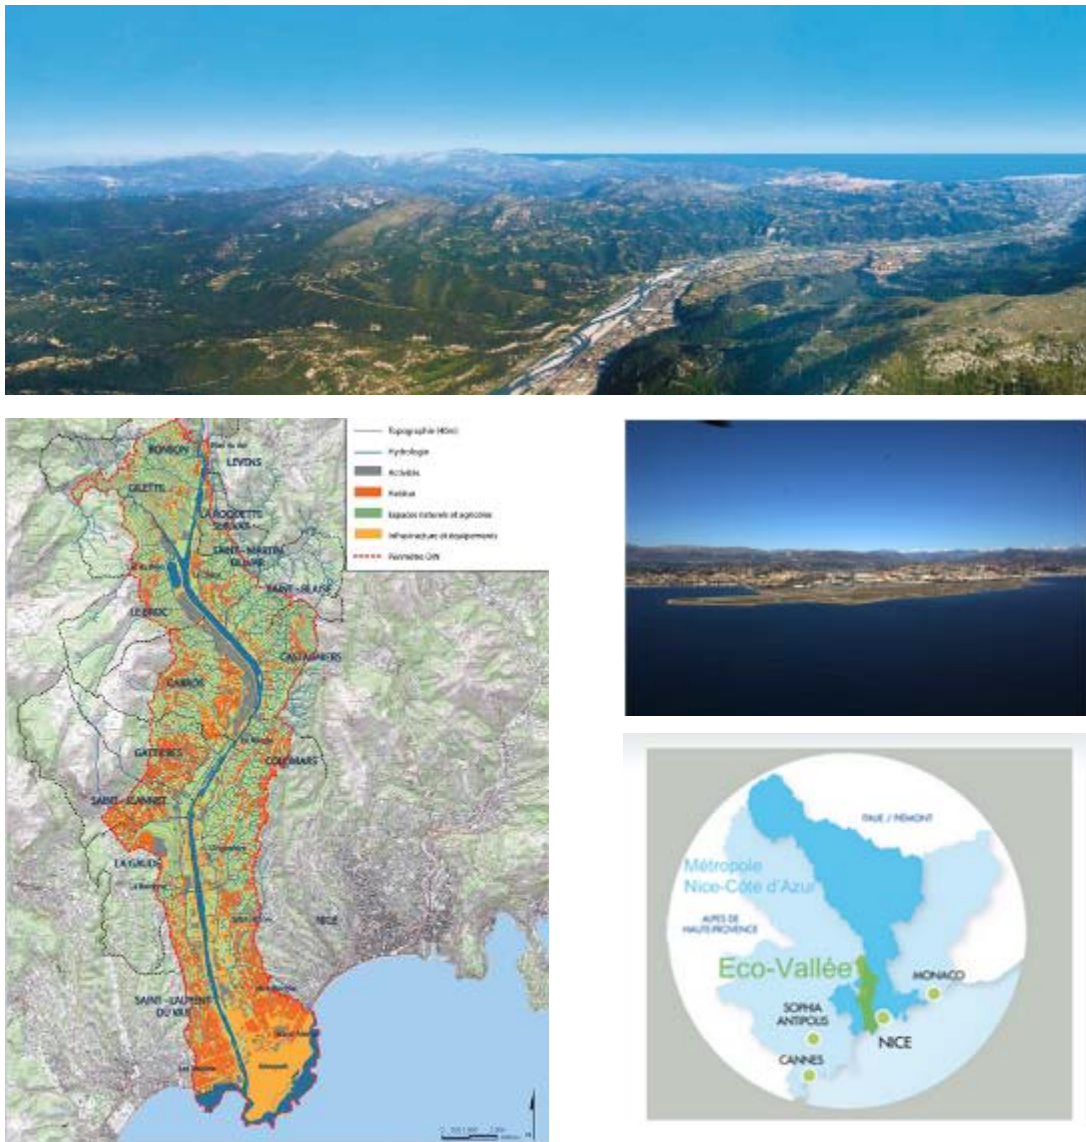 Topographie (40m)
Hydrologie
Activités
Habitat
Espaces naturels et agricoles
Infrastructure et équipements
Périmètre OIN
BONSON
LEVENS
GILETTE
LA ROQUETTE
SUR VAR
SAINT-MARTIN
DU VAR
SAINT-BLAISE
LE BROC
CASTAGNIERS
CARROS
GATTIÈRES
COLOMARS
SAINT-JEANNET
LA GAUDE
NICE
SAINT-LAURENT
DU VAR
ITALIE / PIÉMONT
Métropole
Nice-Côte d'Azur
ALPES DE
HAUTE-PROVENCE
Eco-Vallée
MONACO
SOPHIA
ANTIPOLIS
NICE
CANNES